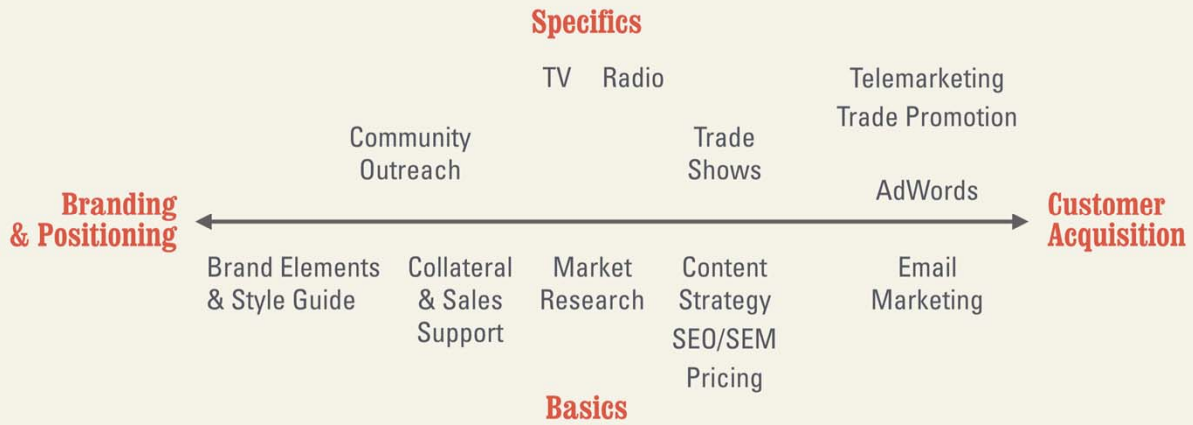 Specifics
TV Radio
Telemarketing
Trade Promotion
Community
Outreach
Trade
Shows
AdWords
Branding
& Positioning
Customer
Acquisition
Brand Elements
& Style Guide
Collateral
& Sales
Support
Market
Research
Content
Strategy
SEO/SEM
Pricing
Email
Marketing
Basics